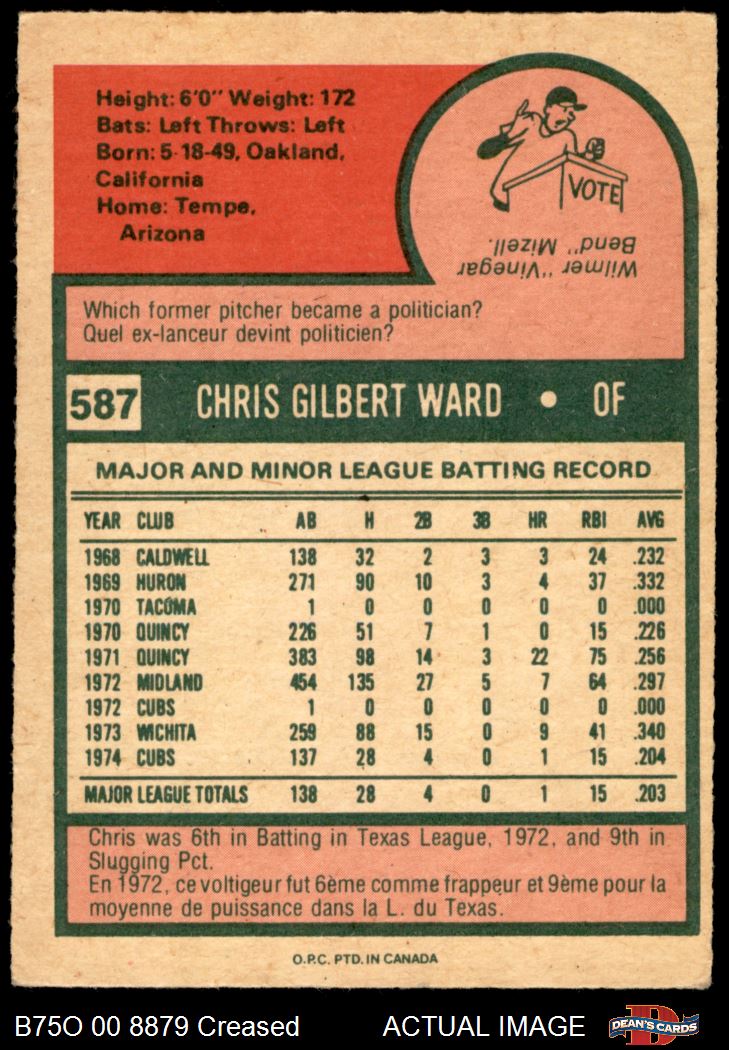 Height: 6'0" Weight: 172
Bats: Left Throws: Left
Born: 5-18-49, Oakland,
California
Home: Tempe,
Arizona
VOTE
Wilmer "Vinegar
Bend" Mizell.
Which former pitcher became a politician?
Quel ex-lanceur devint politicien?
587 CHRIS GILBERT WARD • OF
MAJOR AND MINOR LEAGUE BATTING RECORD
YEAR CLUB AB H 2B 3B HR RBI AVG
1968 CALDWELL 138 32 2 3 3 24 .232
1969 HURON 271 90 10 3 4 37 .332
1970 TACOMA 1 0 0 0 0 0 .000
1970 QUINCY 226 51 7 1 0 15 .226
1971 QUINCY 383 98 14 3 22 75 .256
1972 MIDLAND 454 135 27 5 7 64 .297
1972 CUBS 1 0 0 0 0 0 .000
1973 WICHITA 259 88 15 0 9 41 .340
1974 CUBS 137 28 4 0 1 15 .204
MAJOR LEAGUE TOTALS 138 28 4 0 1 15 .203
Chris was 6th in Batting in Texas League, 1972, and 9th in
Slugging Pct.
En 1972, ce voltigeur fut 6ème comme frappeur et 9ème pour la
moyenne de puissance dans la L. du Texas.
O.P.C. PTD. IN CANADA
B75O 00 8879 Creased ACTUAL IMAGE DEAN'S CARDS